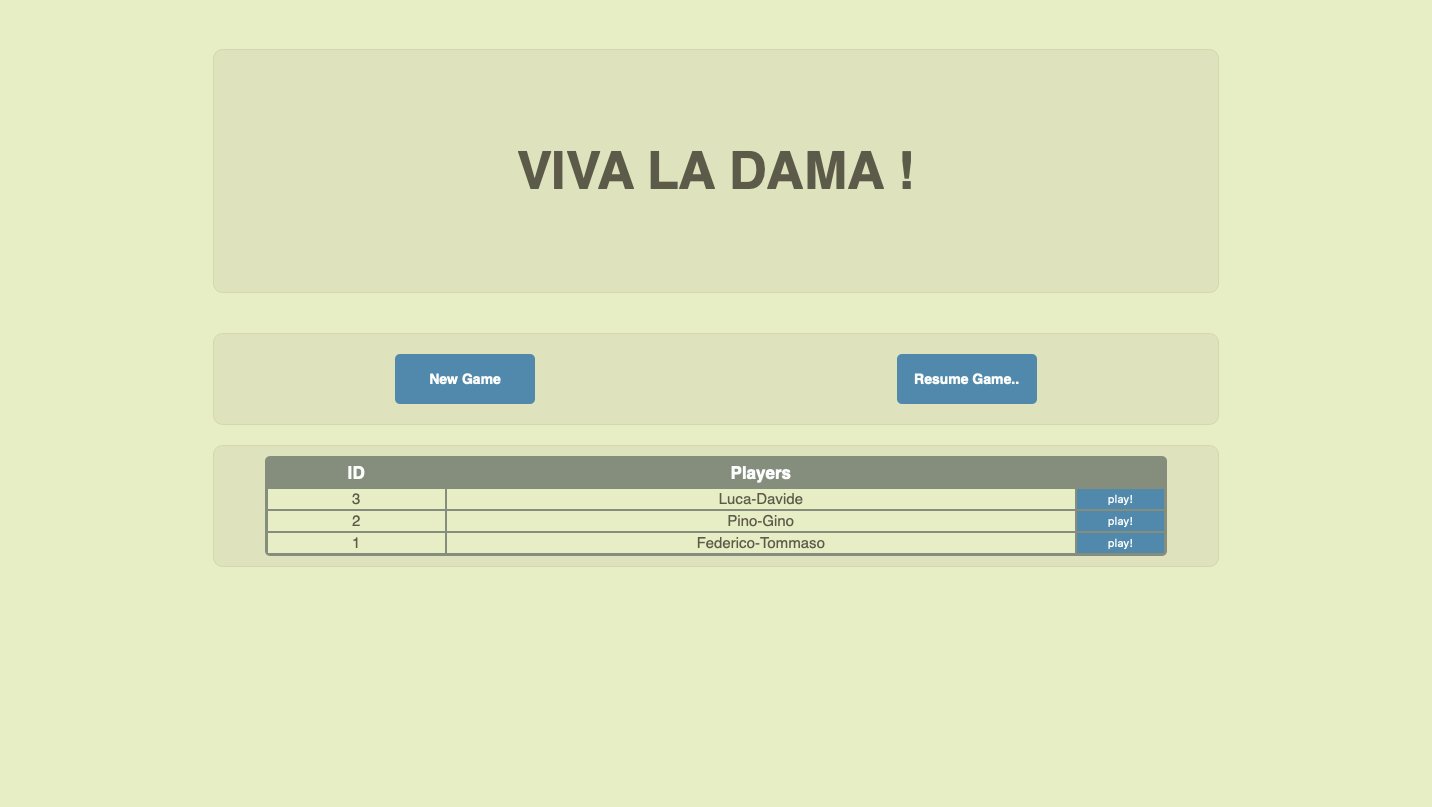 VIVA LA DAMA !
New Game Resume Game..
ID Players
3 Luca-Davide play!
2 Pino-Gino play!
1 Federico-Tommaso play!